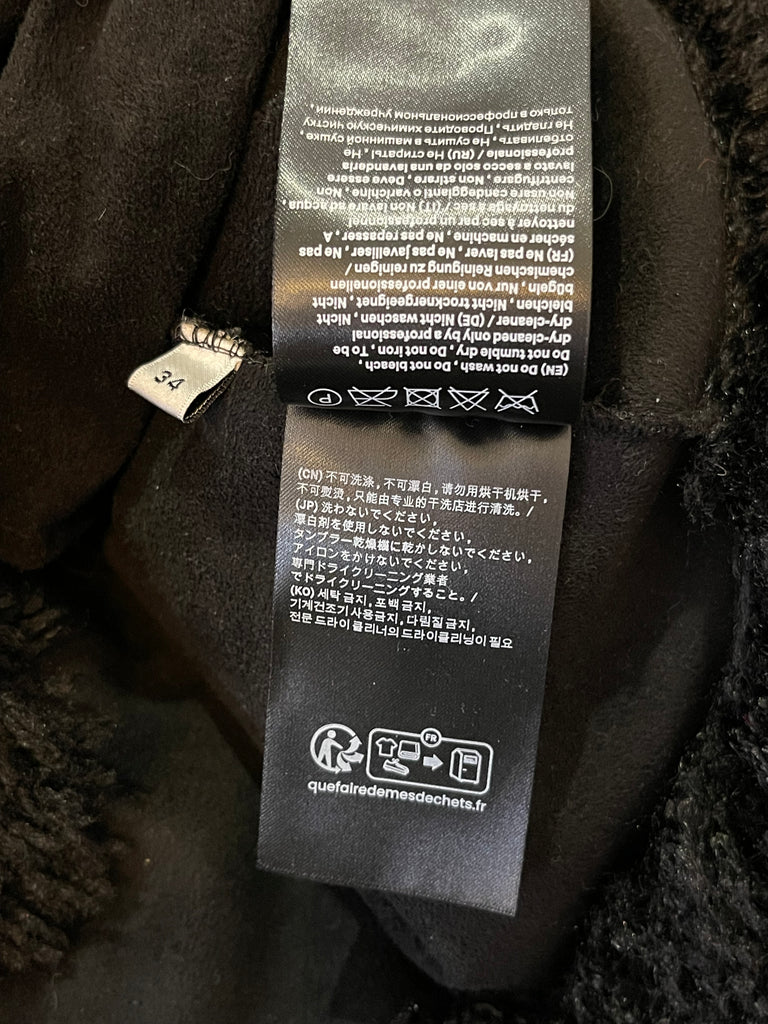 (EN) Do not wash, Do not bleach,
Do not tumble dry, Do not iron, To be
dry-cleaned only by a professional
dry-cleaner / (DE) Nicht waschen, Nicht
bleichen, Nicht trocknergeeignet, Nicht
bügeln, Nur von einer professionellen
chemischen Reinigung zu reinigen /
(FR) Ne pas laver, Ne pas javelliser, Ne pas
sécher en machine, Ne pas repasser, A
nettoyer à sec par un professionnel
du nettoyage à sec / (IT) Non lavare ad acqua,
Non usare candeggianti o varichina, Non
centrifugare, Non stirare, Deve essere
lavato a secco solo da una lavanderia
professionale / (RU) Не стирать!, Не
отбеливать, Не сушить в машинной сушке,
Не гладить, Проводите химическую чистку
только в профессиональном учреждении.
34
P
(CN) 不可洗涤, 不可漂白, 请勿用烘干机烘干,
不可熨烫, 只能由专业的干洗店进行清洗。/
(JP) 洗わないでください,
漂白剤を使用しないでください,
タンブラー乾燥機に乾かしないでください,
アイロンをかけないでください,
専門ドライクリーニング業者
でドライクリーニングすること。/
(KO) 세탁 금지, 포백 금지,
기계건조기 사용금지, 다림질 금지,
전문 드라이 클리너의 드라이클리닝이 필요
FR
quefairedemesdechets.fr